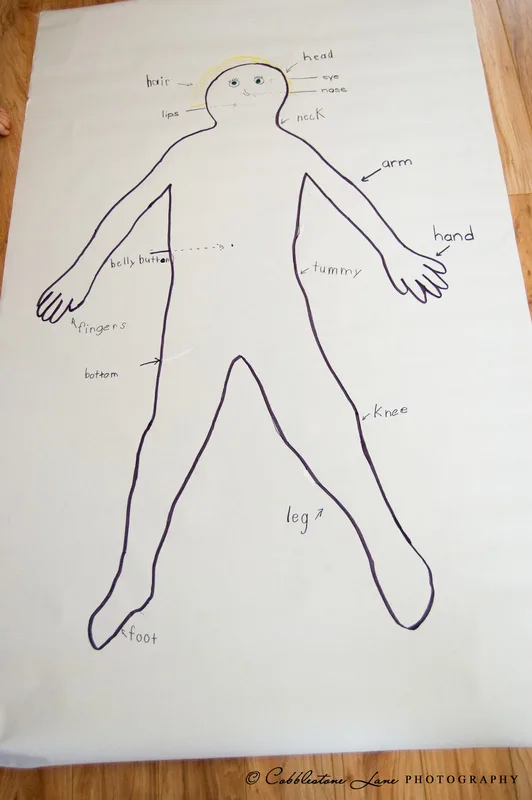 head
hair
eye
nose
lips
neck
arm
hand
belly button
tummy
fingers
bottom
knee
leg
foot
© Cobblestone Lane PHOTOGRAPHY